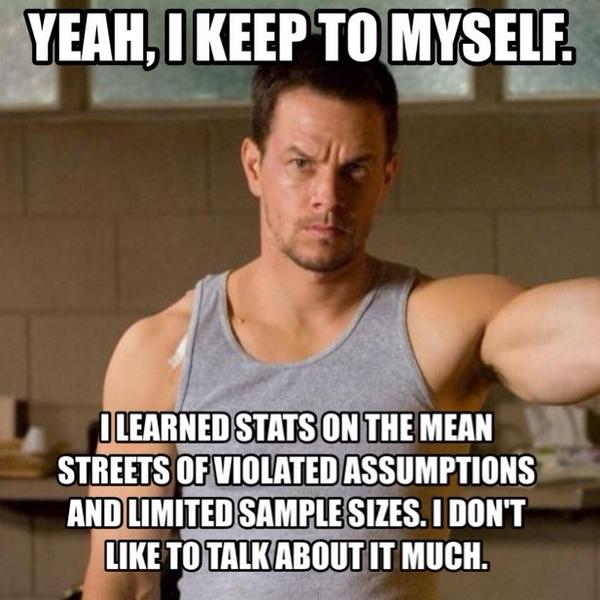 YEAH, I KEEP TO MYSELF.
I LEARNED STATS ON THE MEAN
STREETS OF VIOLATED ASSUMPTIONS
AND LIMITED SAMPLE SIZES. I DON'T
LIKE TO TALK ABOUT IT MUCH.